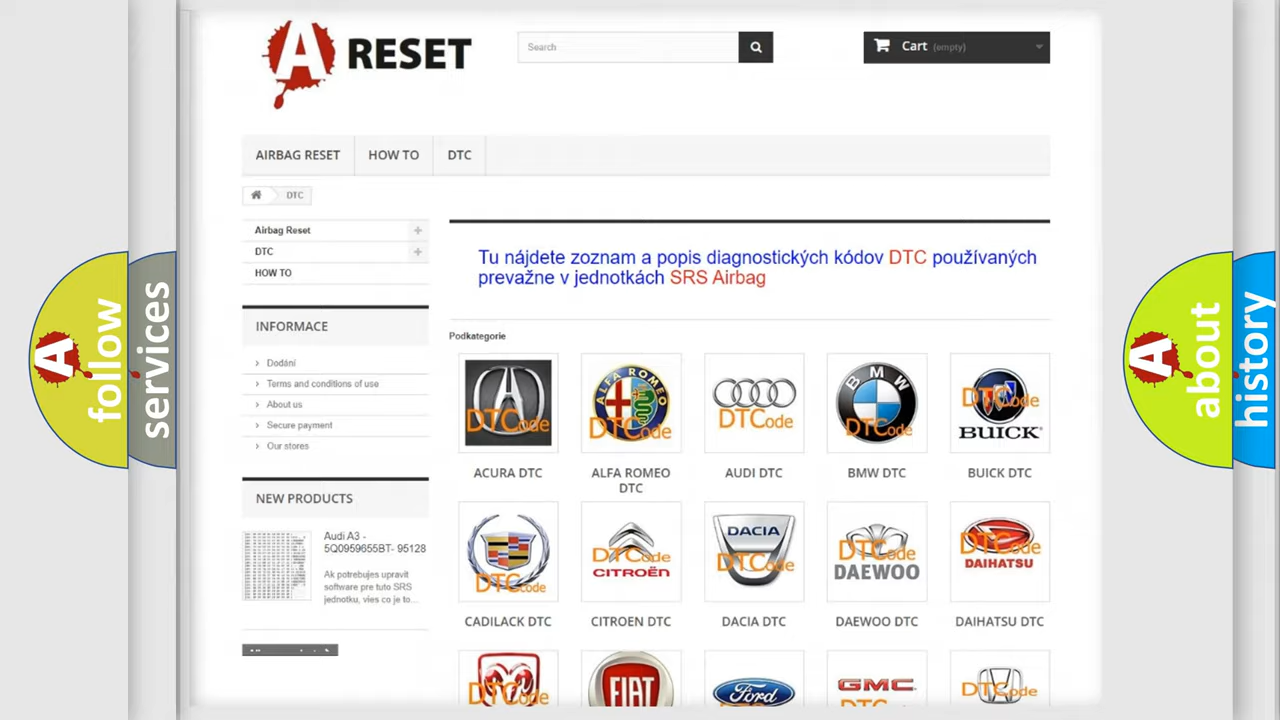 A RESET
Search
Cart (empty)
AIRBAG RESET
HOW TO
DTC
DTC
Airbag Reset
DTC
HOW TO
INFORMACE
Dodání
Terms and conditions of use
About us
Secure payment
Our stores
NEW PRODUCTS
Audi A3 -
5Q0959655BT- 95128
Ak potrebujes upravit
software pre tuto SRS
jednotku, vies co je to...
Tu nájdete zoznam a popis diagnostických kódov DTC používaných
prevažne v jednotkách SRS Airbag
Podkategorie
DTCode
ALFA ROMEO
DTCode
DTCode
BMW
DTCode
DTCode
BUICK
ACURA DTC
ALFA ROMEO
DTC
AUDI DTC
BMW DTC
BUICK DTC
DTCode
DTCode
CITROËN
DACIA
DTCode
DTCode
DAEWOO
DTCode
DAIHATSU
CADILACK DTC
CITROEN DTC
DACIA DTC
DAEWOO DTC
DAIHATSU DTC
DTCode
FIAT
Ford
GMC
DTCode
A follow
services
A about
history